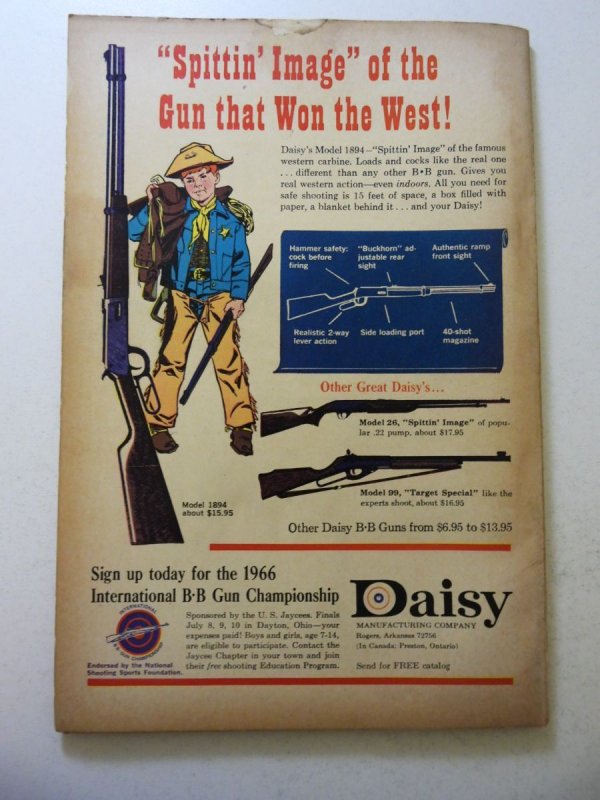 "Spittin' Image" of the
Gun that Won the West!
Daisy's Model 1894—"Spittin' Image" of the famous
western carbine. Loads and cocks like the real one
... different than any other B•B gun. Gives you
real western action—even indoors. All you need for
safe shooting is 15 feet of space, a box filled with
paper, a blanket behind it... and your Daisy!
Hammer safety:
cock before
firing
"Buckhorn" ad-
justable rear
sight
Authentic ramp
front sight
Realistic 2-way
lever action
Side loading port
40-shot
magazine
Other Great Daisy's...
Model 26, "Spittin' Image" of popu-
lar .22 pump. about $17.95
Model 99, "Target Special" like the
experts shoot, about $16.95
Model 1894
about $15.95
Other Daisy B•B Guns from $6.95 to $13.95
Sign up today for the 1966
International B•B Gun Championship
INTERNATIONAL
B-B GUN CHAMPIONSHIP
Endorsed by the National
Shooting Sports Foundation.
Sponsored by the U. S. Jaycees. Finals
July 8, 9, 10 in Dayton, Ohio—your
expenses paid! Boys and girls, age 7-14,
are eligible to participate. Contact the
Jaycee Chapter in your town and join
their free shooting Education Program.
Daisy
MANUFACTURING COMPANY
Rogers, Arkansas 72756
(In Canada: Preston, Ontario)
Send for FREE catalog